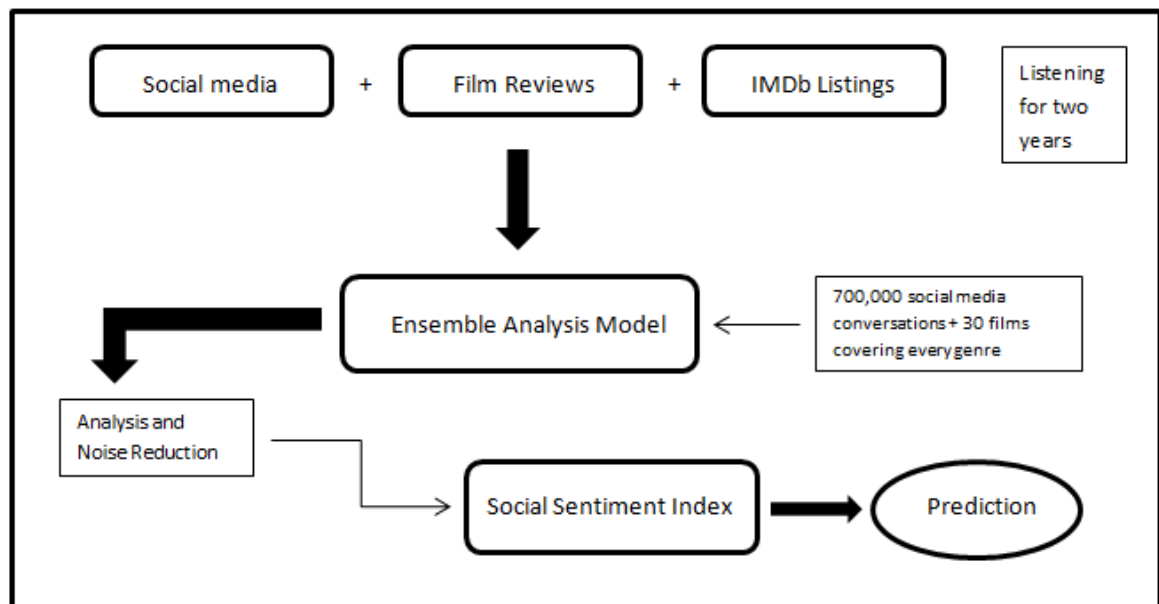 Social media + Film Reviews + IMDb Listings
Listening
for two
years
Ensemble Analysis Model
700,000 social media
conversations + 30 films
covering every genre
Analysis and
Noise Reduction
Social Sentiment Index
Prediction